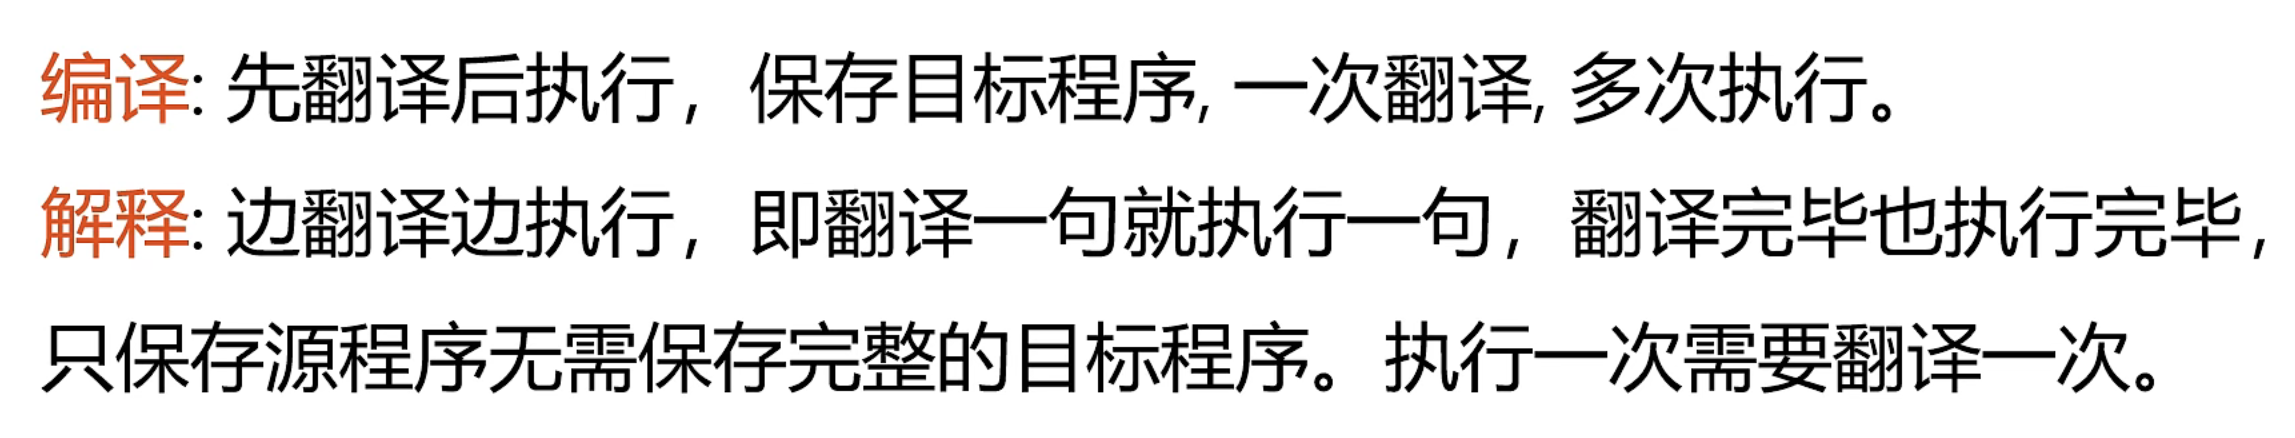 编译: 先翻译后执行，保存目标程序, 一次翻译, 多次执行。
解释: 边翻译边执行，即翻译一句就执行一句，翻译完毕也执行完毕，
只保存源程序无需保存完整的目标程序。执行一次需要翻译一次。